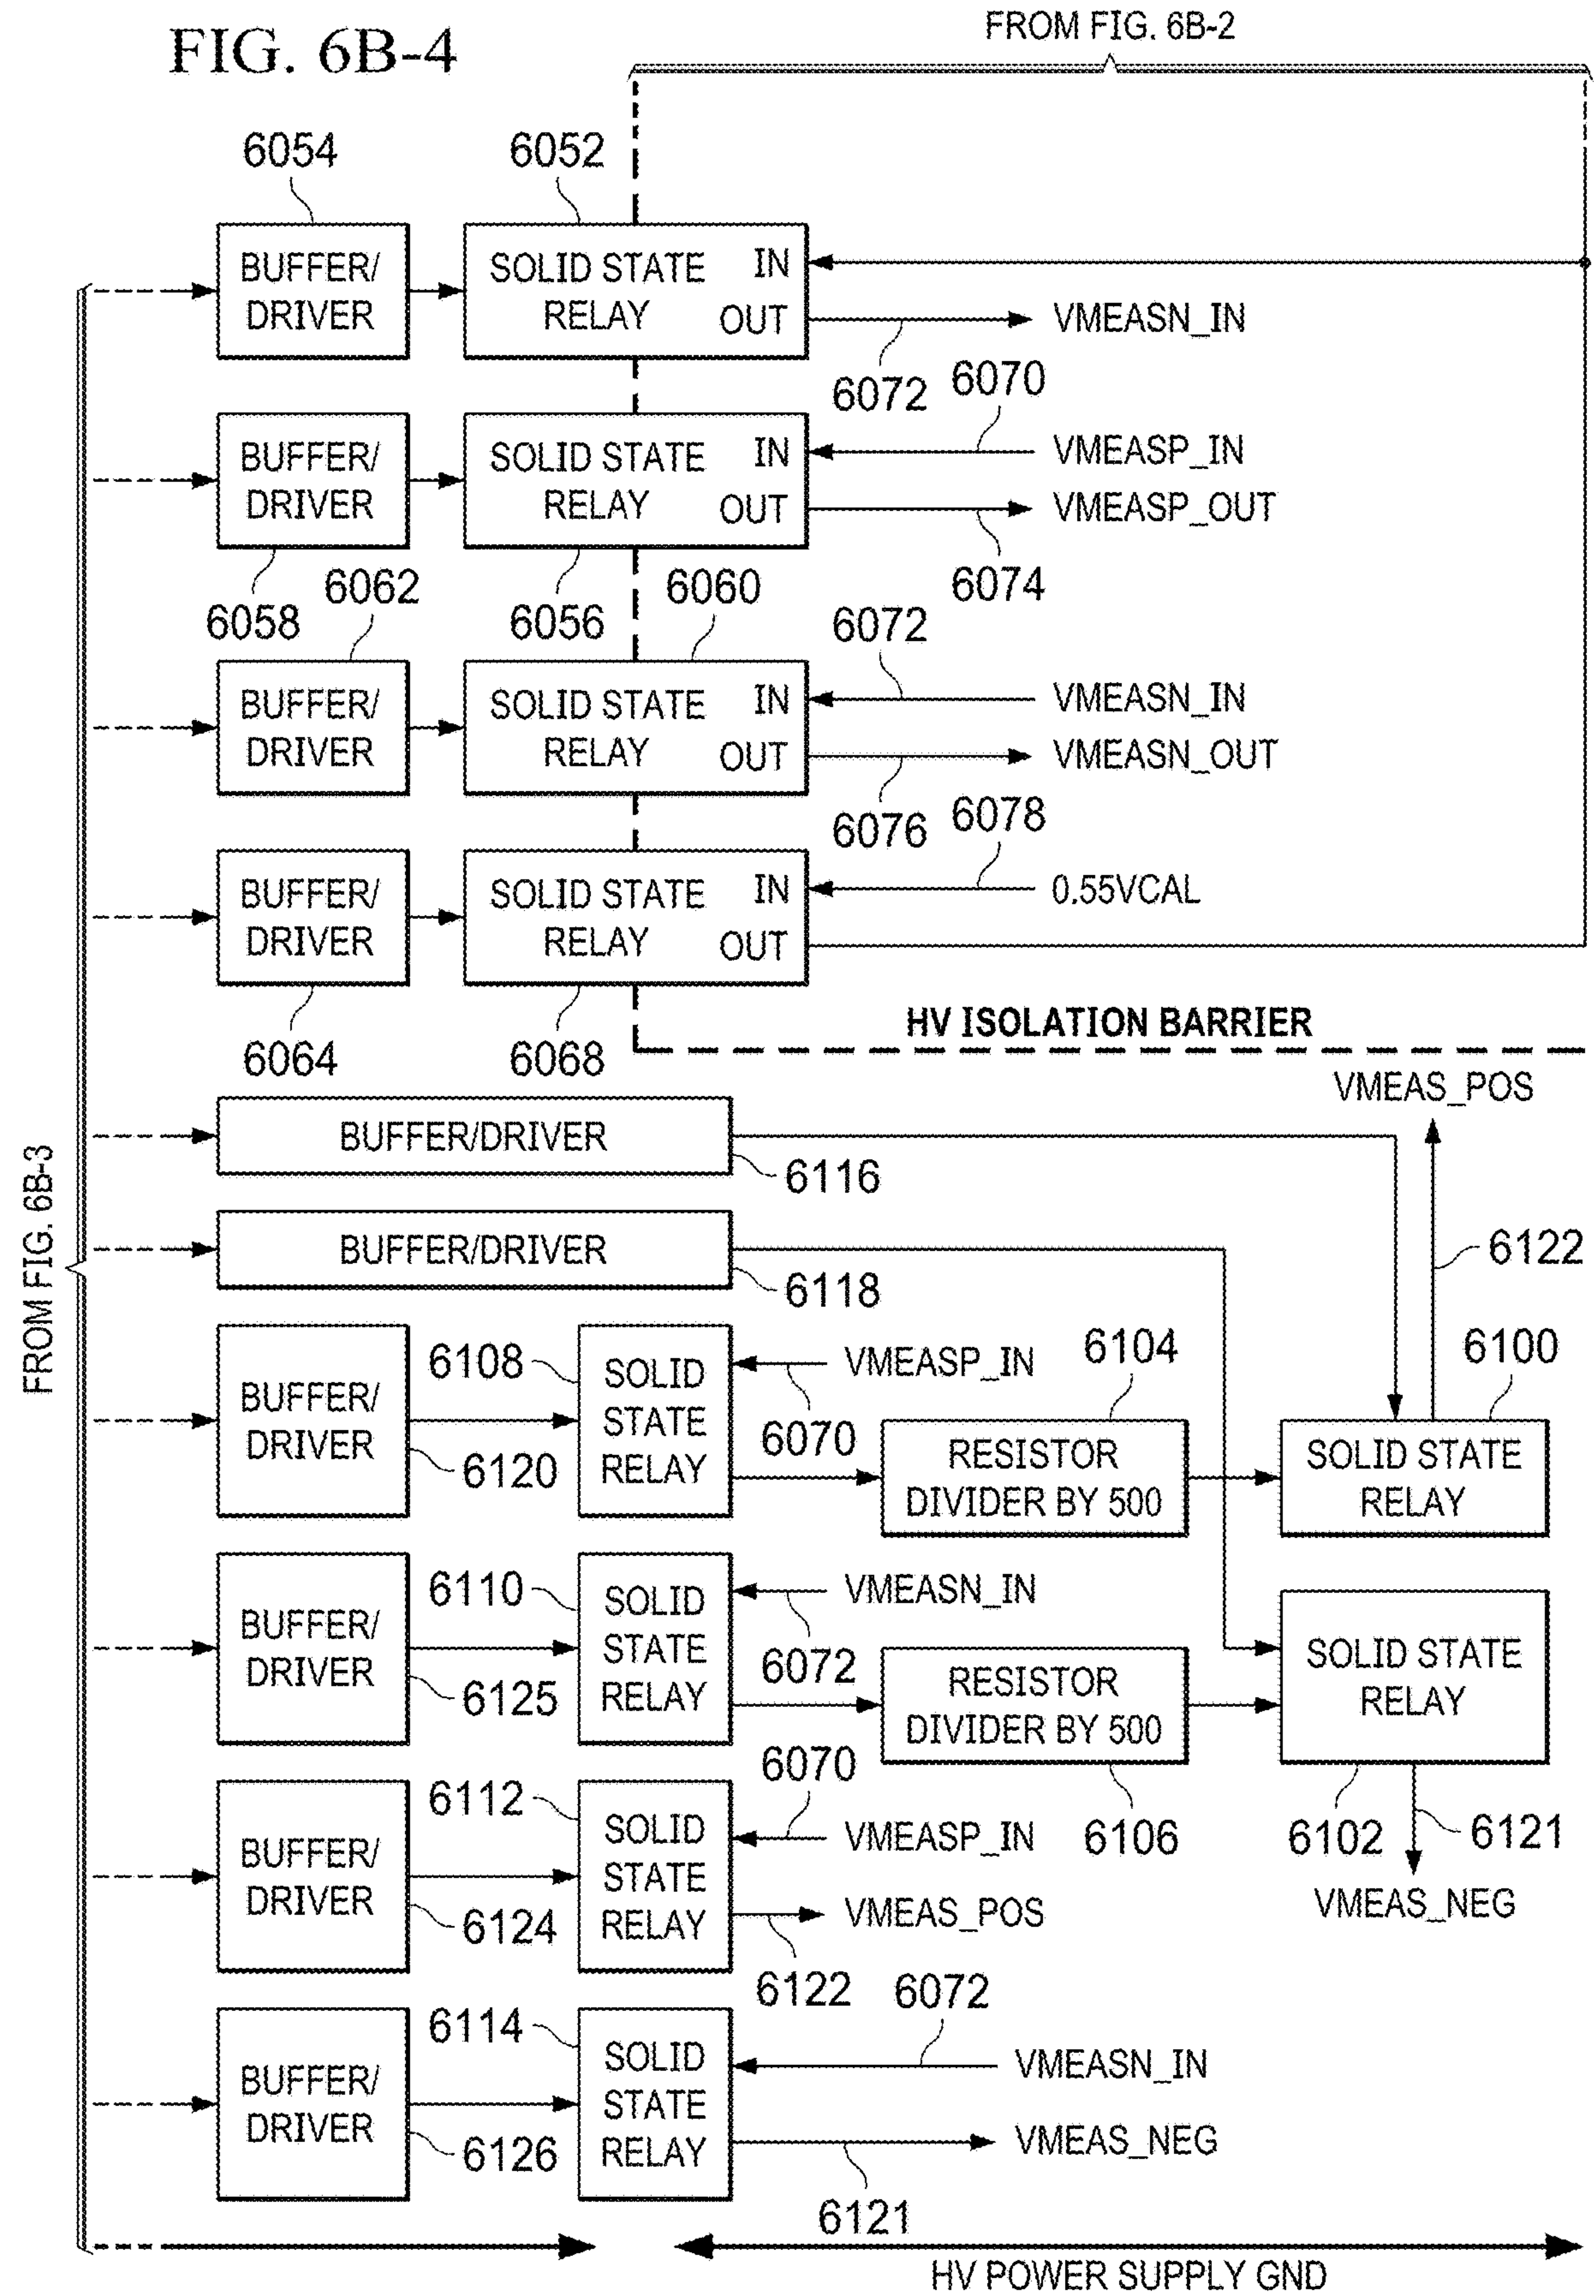 FIG. 6B-4
FROM FIG. 6B-2
6054
6052
BUFFER/
DRIVER
SOLID STATE
RELAY
IN
OUT
VMEASN_IN
6072
6070
BUFFER/
DRIVER
SOLID STATE
RELAY
IN
OUT
VMEASP_IN
VMEASP_OUT
6074
6058
6062
6056
6060
6072
BUFFER/
DRIVER
SOLID STATE
RELAY
IN
OUT
VMEASN_IN
VMEASN_OUT
6076
6078
BUFFER/
DRIVER
SOLID STATE
RELAY
IN
OUT
0.55VCAL
6064
6068
HV ISOLATION BARRIER
VMEAS_POS
FROM FIG. 6B-3
BUFFER/DRIVER
6116
BUFFER/DRIVER
6118
6122
BUFFER/
DRIVER
6120
6108
SOLID
STATE
RELAY
VMEASP_IN
6070
6104
RESISTOR
DIVIDER BY 500
6100
SOLID STATE
RELAY
BUFFER/
DRIVER
6125
6110
SOLID
STATE
RELAY
VMEASN_IN
6072
RESISTOR
DIVIDER BY 500
6106
SOLID STATE
RELAY
6102
6121
VMEAS_NEG
BUFFER/
DRIVER
6124
6112
SOLID
STATE
RELAY
6070
VMEASP_IN
VMEAS_POS
6122
BUFFER/
DRIVER
6126
6114
SOLID
STATE
RELAY
6072
VMEASN_IN
VMEAS_NEG
6121
HV POWER SUPPLY GND